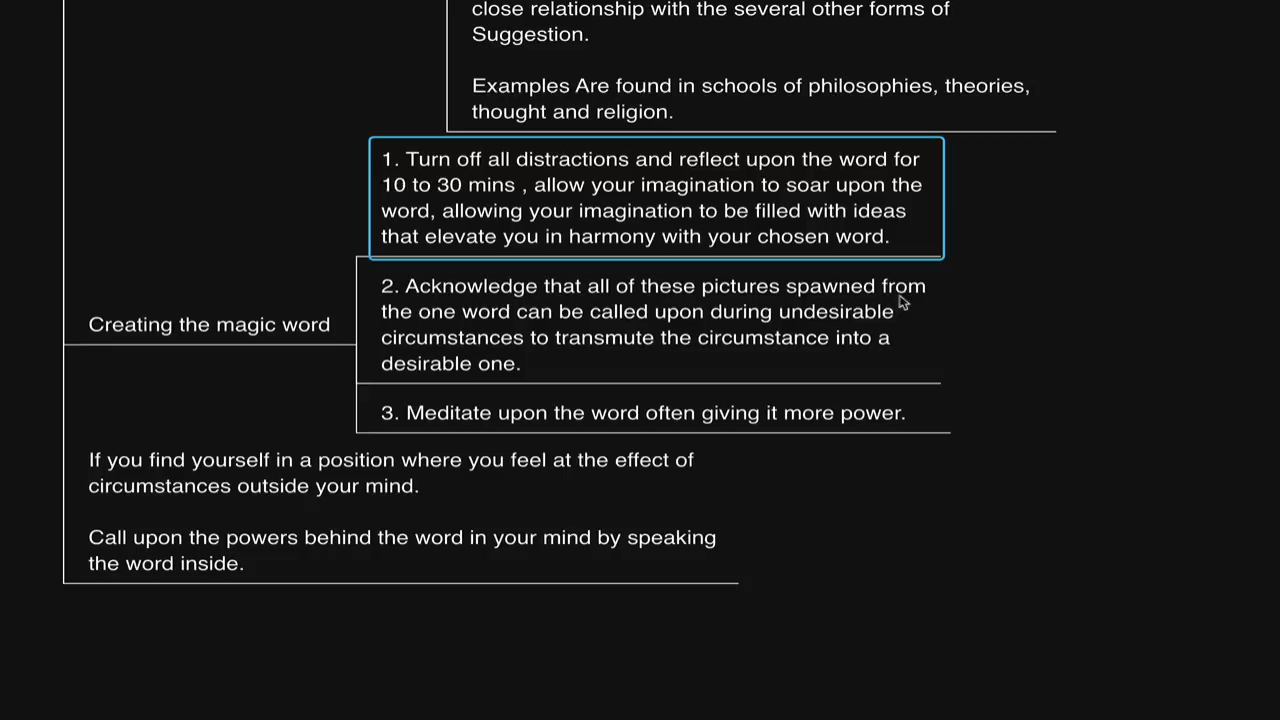 close relationship with the several other forms of
Suggestion.
Examples Are found in schools of philosophies, theories,
thought and religion.
1. Turn off all distractions and reflect upon the word for
10 to 30 mins , allow your imagination to soar upon the
word, allowing your imagination to be filled with ideas
that elevate you in harmony with your chosen word.
2. Acknowledge that all of these pictures spawned from
the one word can be called upon during undesirable
circumstances to transmute the circumstance into a
desirable one.
Creating the magic word
3. Meditate upon the word often giving it more power.
If you find yourself in a position where you feel at the effect of
circumstances outside your mind.
Call upon the powers behind the word in your mind by speaking
the word inside.